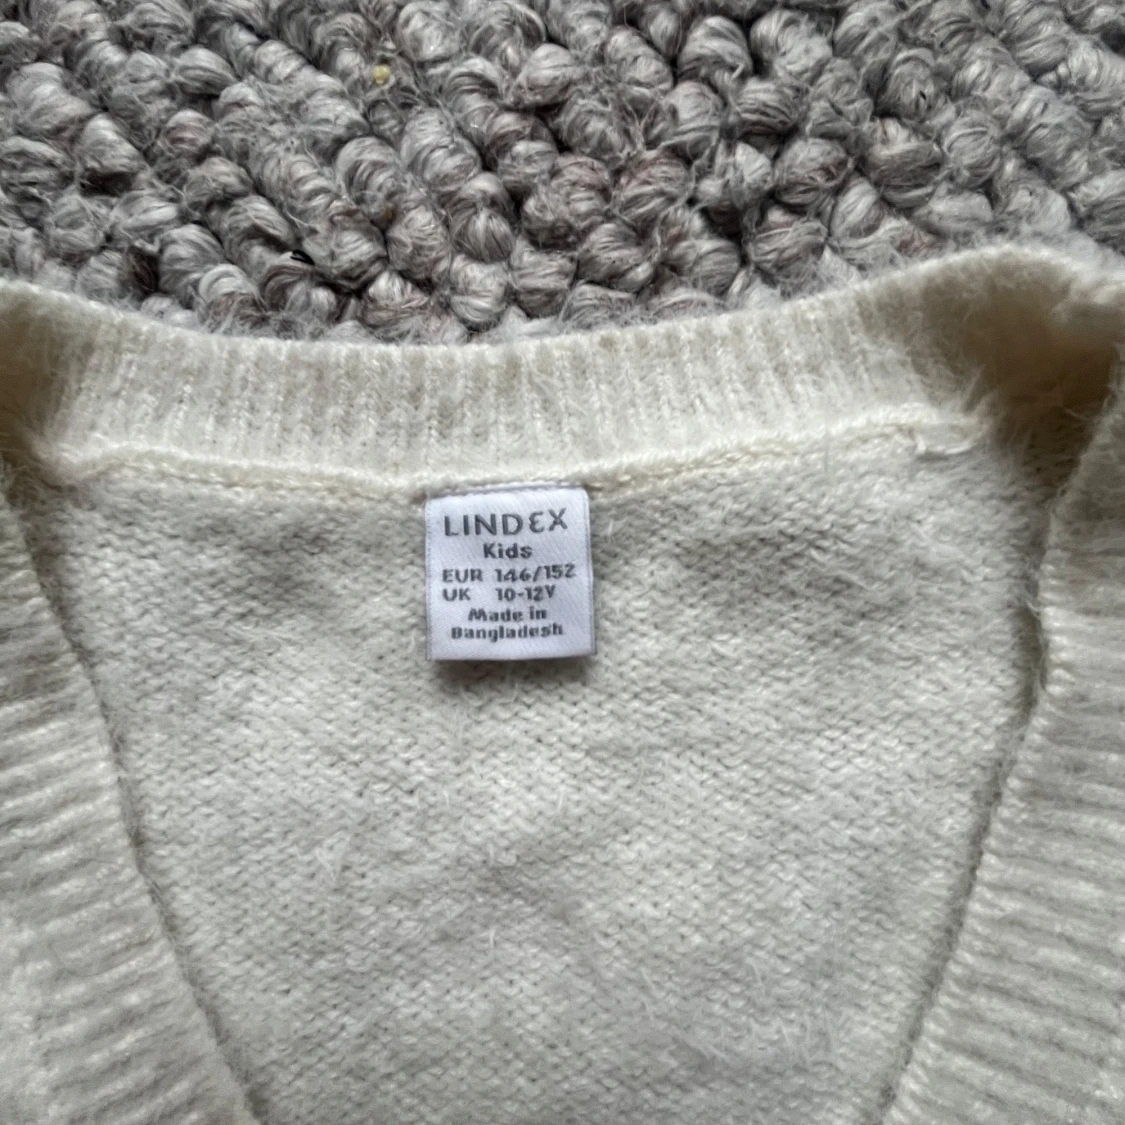 LINDEX
Kids
EUR 146/152
UK 10-12Y
Made in
Bangladesh